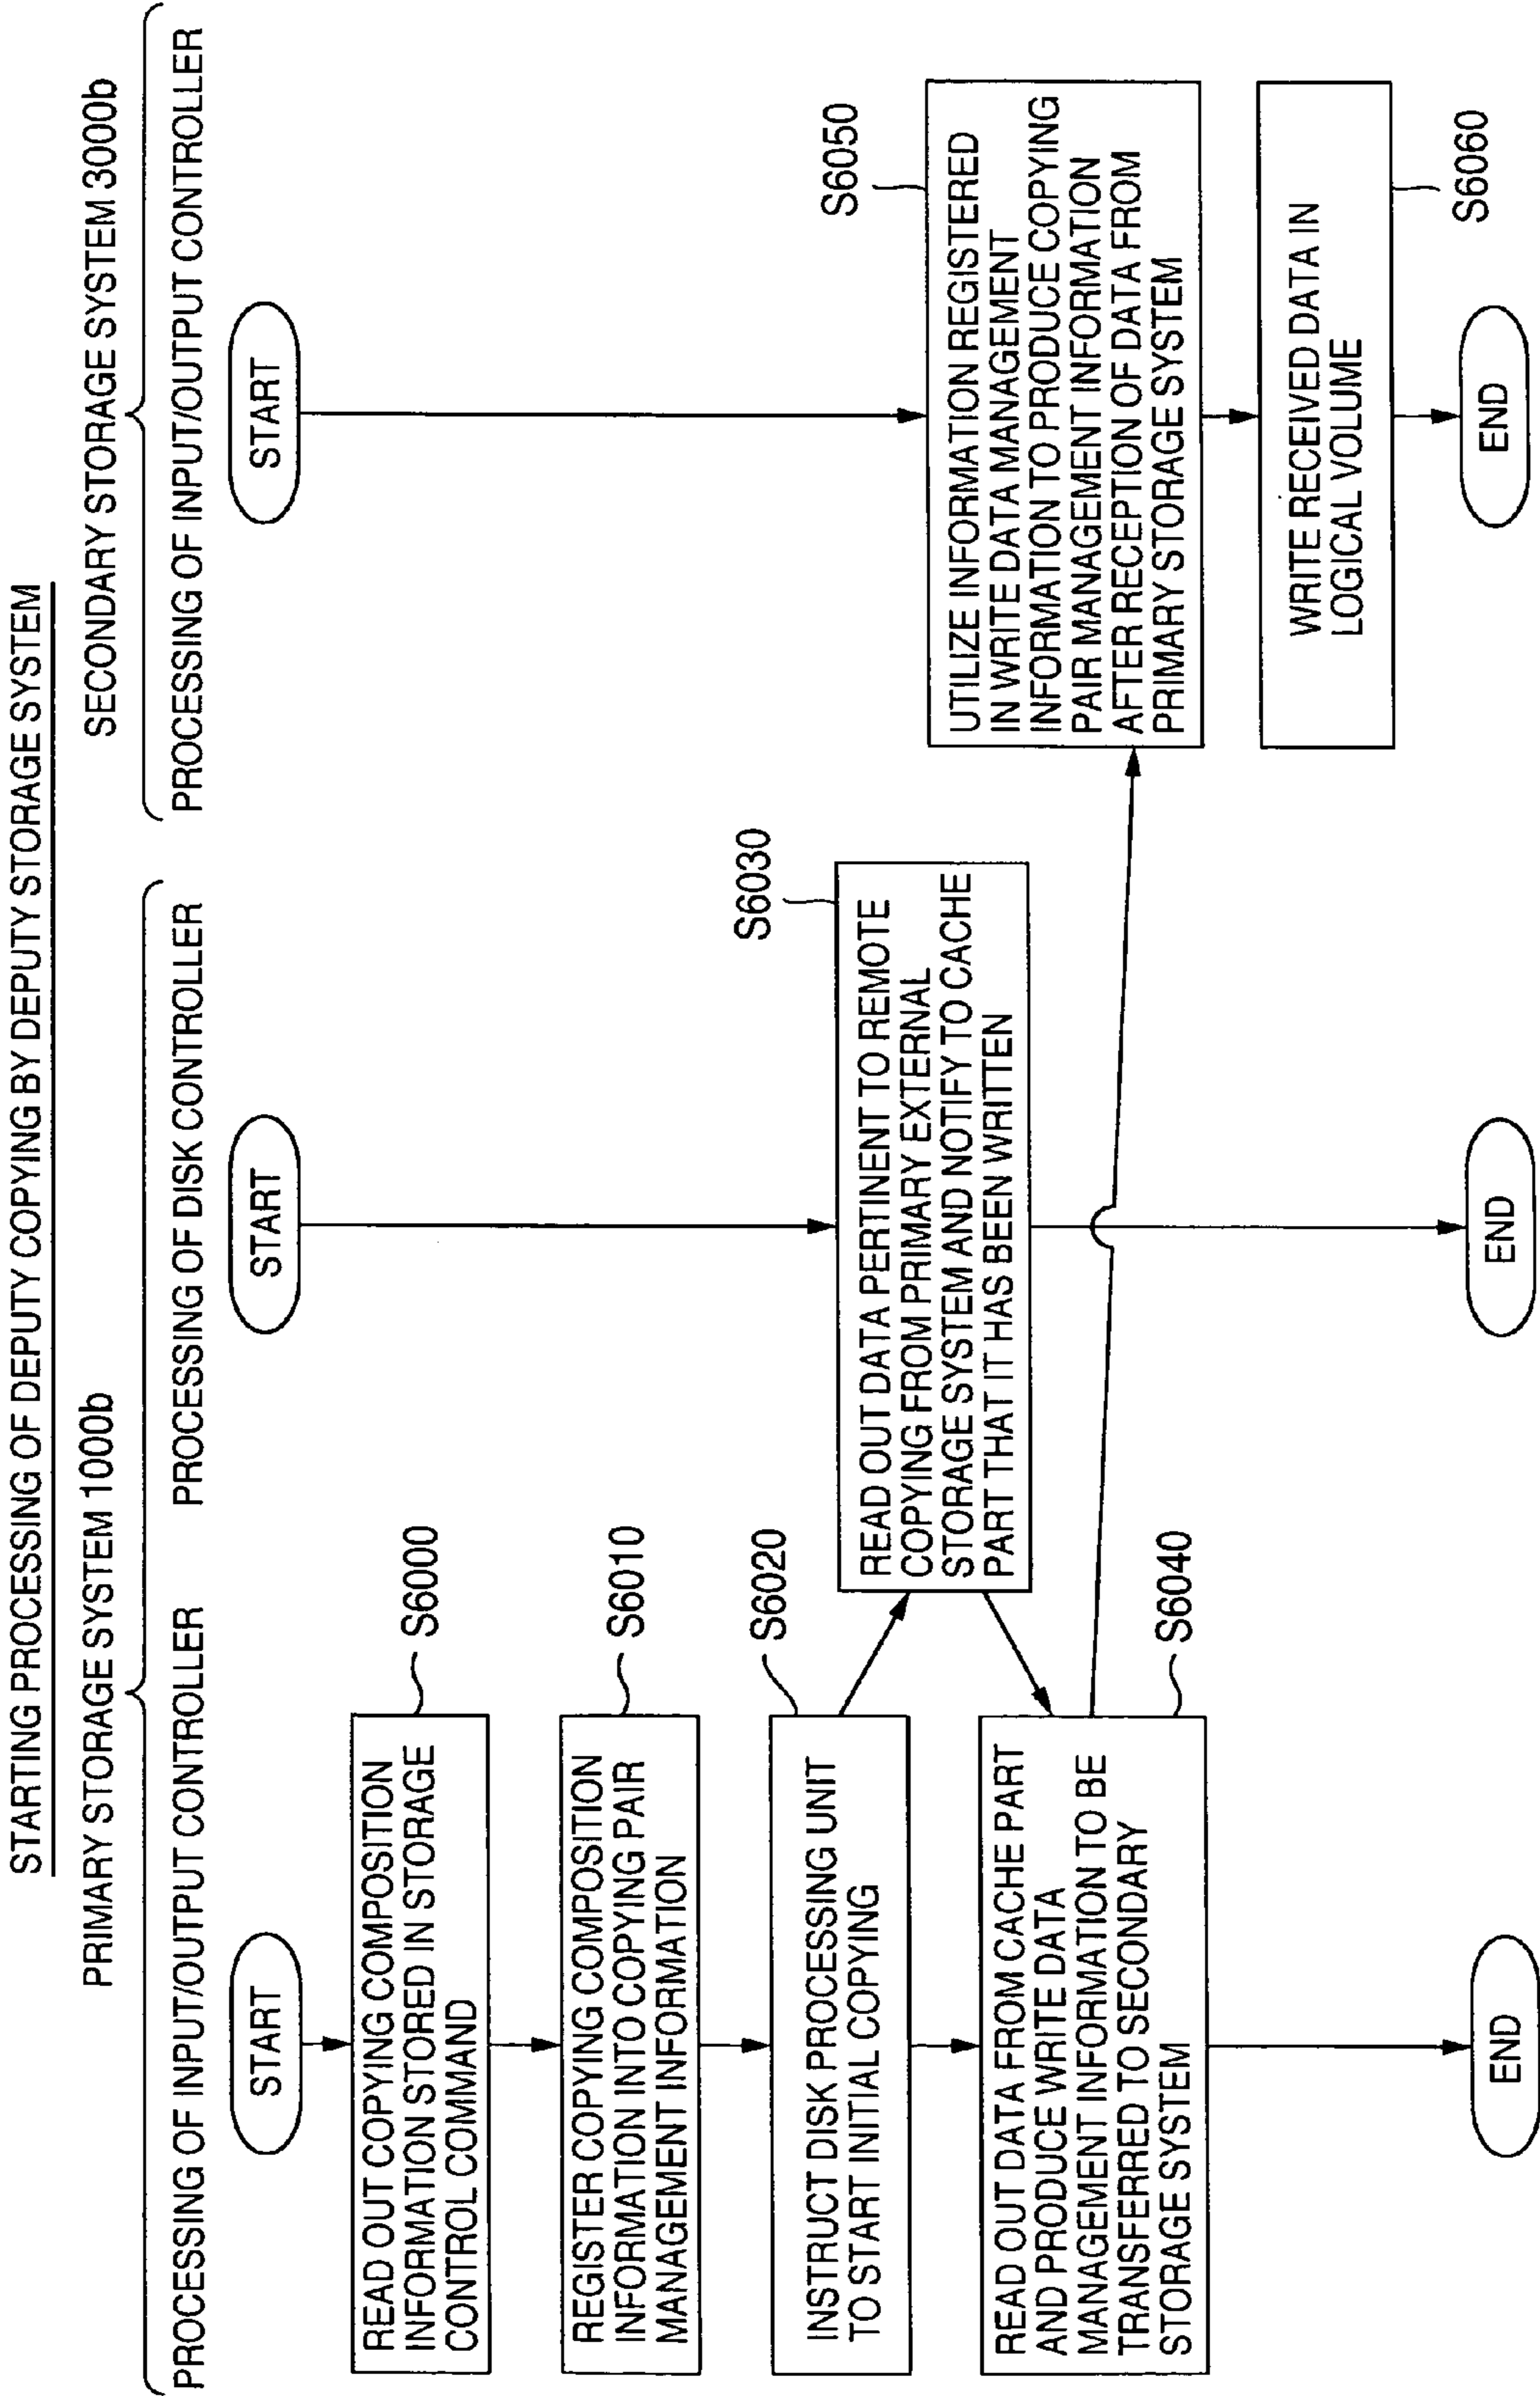 STARTING PROCESSING OF DEPUTY COPYING BY DEPUTY STORAGE SYSTEM
PRIMARY STORAGE SYSTEM 1000b
SECONDARY STORAGE SYSTEM 3000b
PROCESSING OF INPUT/OUTPUT CONTROLLER
PROCESSING OF DISK CONTROLLER
PROCESSING OF INPUT/OUTPUT CONTROLLER
START
START
START
S6000
READ OUT COPYING COMPOSITION
INFORMATION STORED IN STORAGE
CONTROL COMMAND
S6010
REGISTER COPYING COMPOSITION
INFORMATION INTO COPYING PAIR
MANAGEMENT INFORMATION
S6020
INSTRUCT DISK PROCESSING UNIT
TO START INITIAL COPYING
S6030
READ OUT DATA PERTINENT TO REMOTE
COPYING FROM PRIMARY EXTERNAL
STORAGE SYSTEM AND NOTIFY TO CACHE
PART THAT IT HAS BEEN WRITTEN
S6040
READ OUT DATA FROM CACHE PART
AND PRODUCE WRITE DATA
MANAGEMENT INFORMATION TO BE
TRANSFERRED TO SECONDARY
STORAGE SYSTEM
S6050
UTILIZE INFORMATION REGISTERED
IN WRITE DATA MANAGEMENT
INFORMATION TO PRODUCE COPYING
PAIR MANAGEMENT INFORMATION
AFTER RECEPTION OF DATA FROM
PRIMARY STORAGE SYSTEM
WRITE RECEIVED DATA IN
LOGICAL VOLUME
S6060
END
END
END